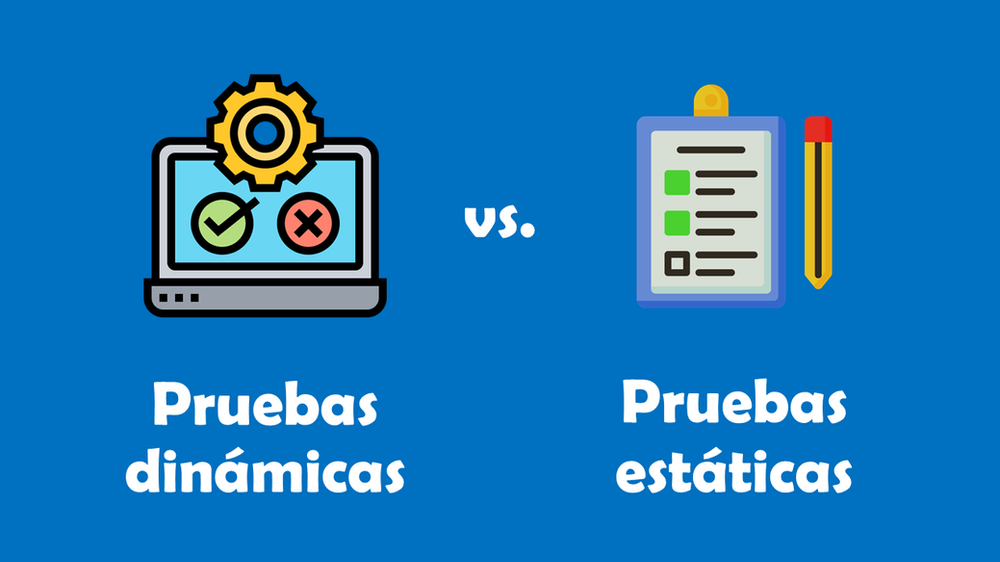 Pruebas
dinámicas
vs.
Pruebas
estáticas